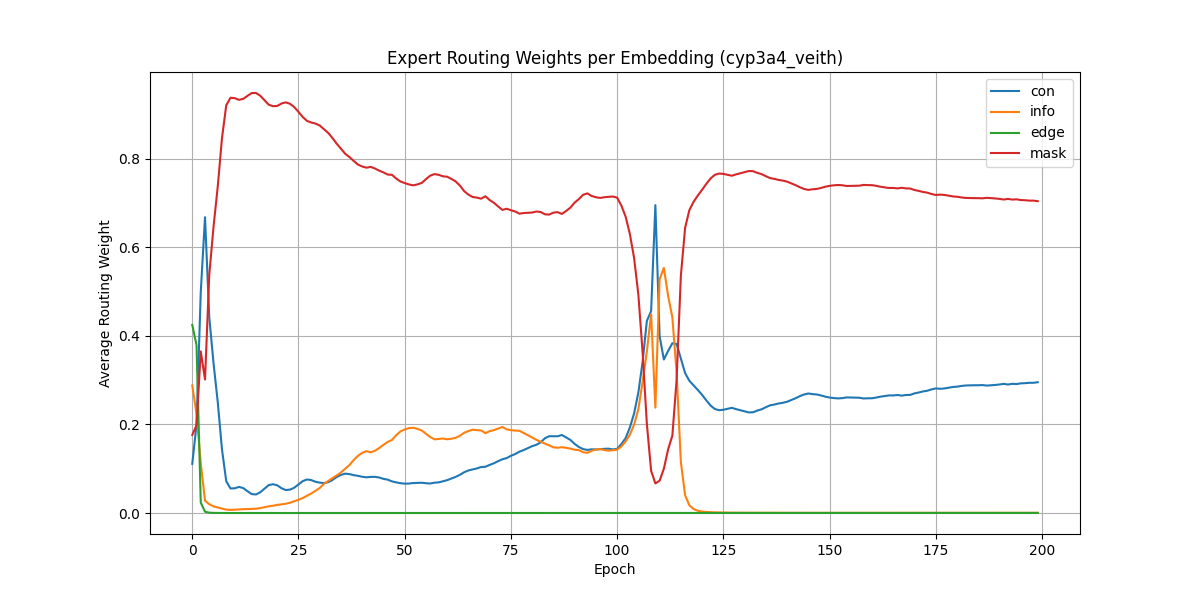 Expert Routing Weights per Embedding (cyp3a4_veith)
con
info
edge
mask
Average Routing Weight
0.8
0.6
0.4
0.2
0.0
0 25 50 75 100 125 150 175 200
Epoch